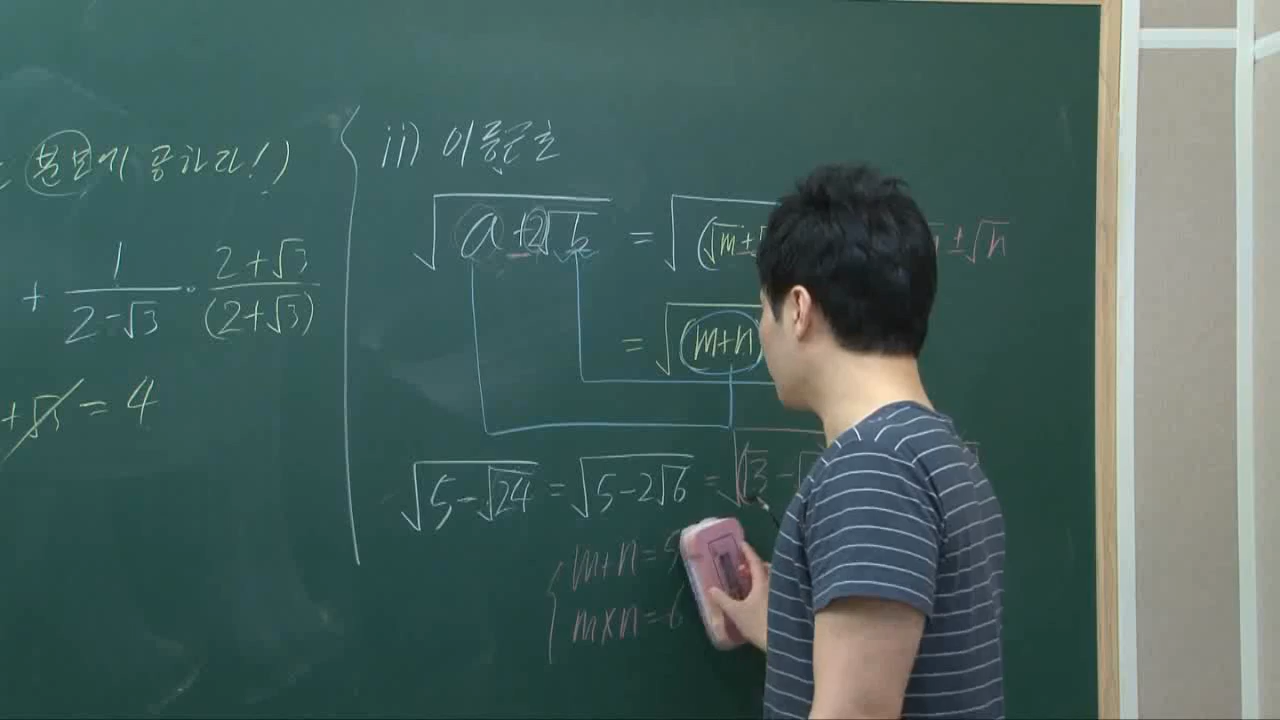 분모에 곱하라!)
+ 1/(2-√3) · (2+√3)/((2+√3))
+√3 = 4
ii) 이중근호
√(a±2√b) = √((√m±√
±√n
= √((m+n)
√(5-√24) = √(5-2√6) = √(√3-√
m+n=5
m×n=6